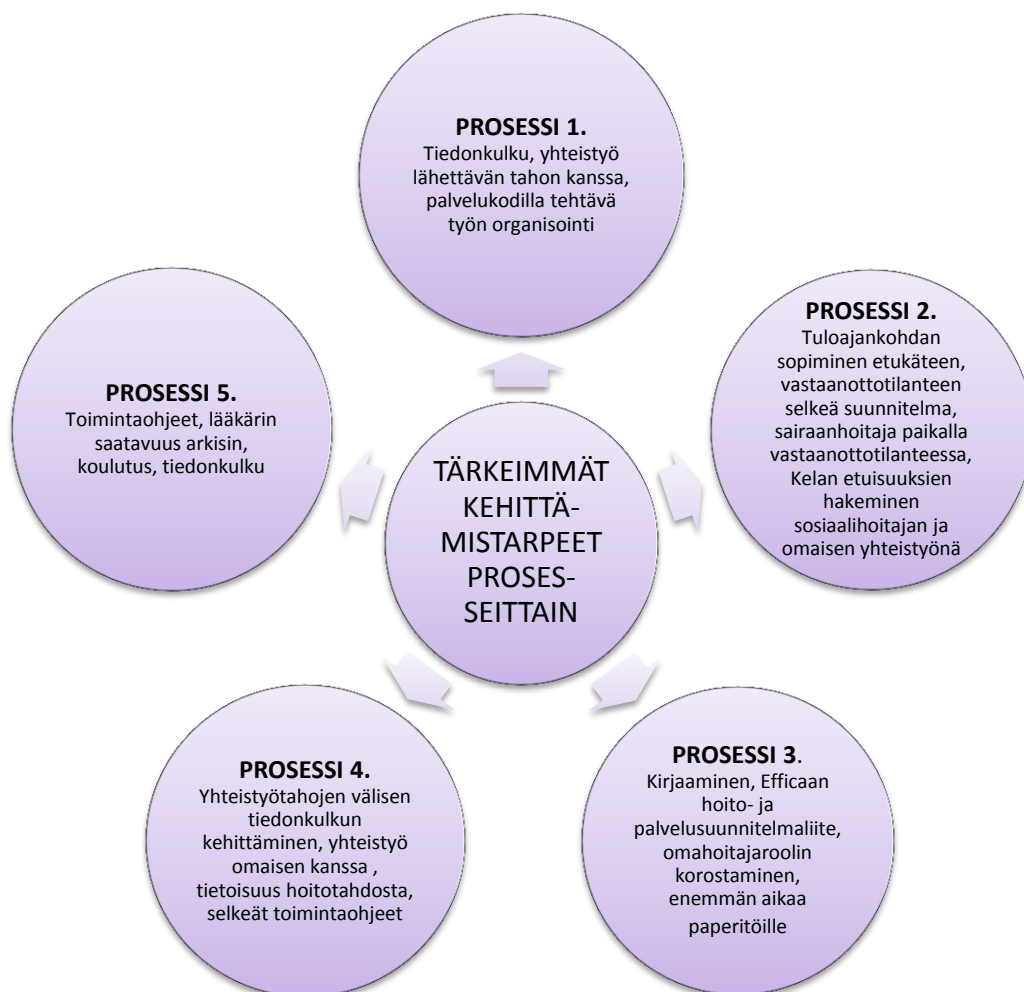 PROSESSI 1.
Tiedonkulku, yhteistyö
lähettävän tahon kanssa,
palvelukodilla tehtävä
työn organisointi
PROSESSI 2.
Tuloajankohdan
sopiminen etukäteen,
vastaanottotilanteen
selkeä suunnitelma,
sairaanhoitaja paikalla
vastaanottotilanteessa,
Kelan etuisuuksien
hakeminen
sosiaalihoitajan ja
omaisen yhteistyönä
PROSESSI 5.
Toimintaohjeet, lääkärin
saatavuus arkisin,
koulutus, tiedonkulku
TÄRKEIMMÄT
KEHITTÄ-
MISTARPEET
PROSES-
SEITTAIN
PROSESSI 4.
Yhteistyötahojen välisen
tiedonkulkun
kehittäminen, yhteistyö
omaisen kanssa ,
tietoisuus hoitotahdosta,
selkeät toimintaohjeet
PROSESSI 3.
Kirjaaminen, Efficaan
hoito- ja
palvelusuunnitelmaliite,
omahoitajaroolin
korostaminen,
enemmän aikaa
paperitöille